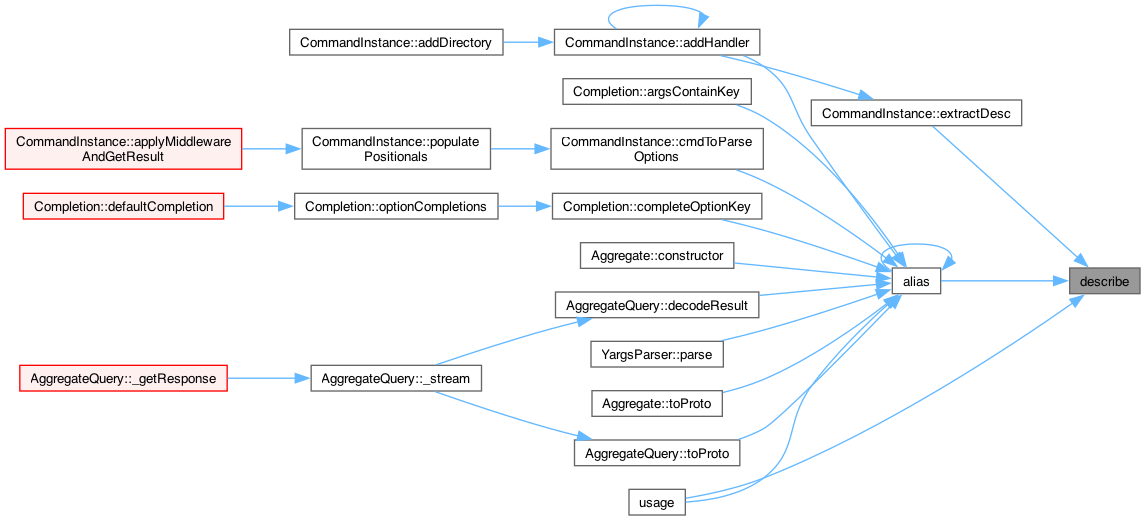 CommandInstance::addDirectory
CommandInstance::addHandler
Completion::argsContainKey
CommandInstance::extractDesc
CommandInstance::applyMiddleware
AndGetResult
CommandInstance::populate
Positionals
CommandInstance::cmdToParse
Options
Completion::defaultCompletion
Completion::optionCompletions
Completion::completeOptionKey
Aggregate::constructor
alias
describe
AggregateQuery::decodeResult
YargsParser::parse
AggregateQuery::_getResponse
AggregateQuery::_stream
Aggregate::toProto
AggregateQuery::toProto
usage